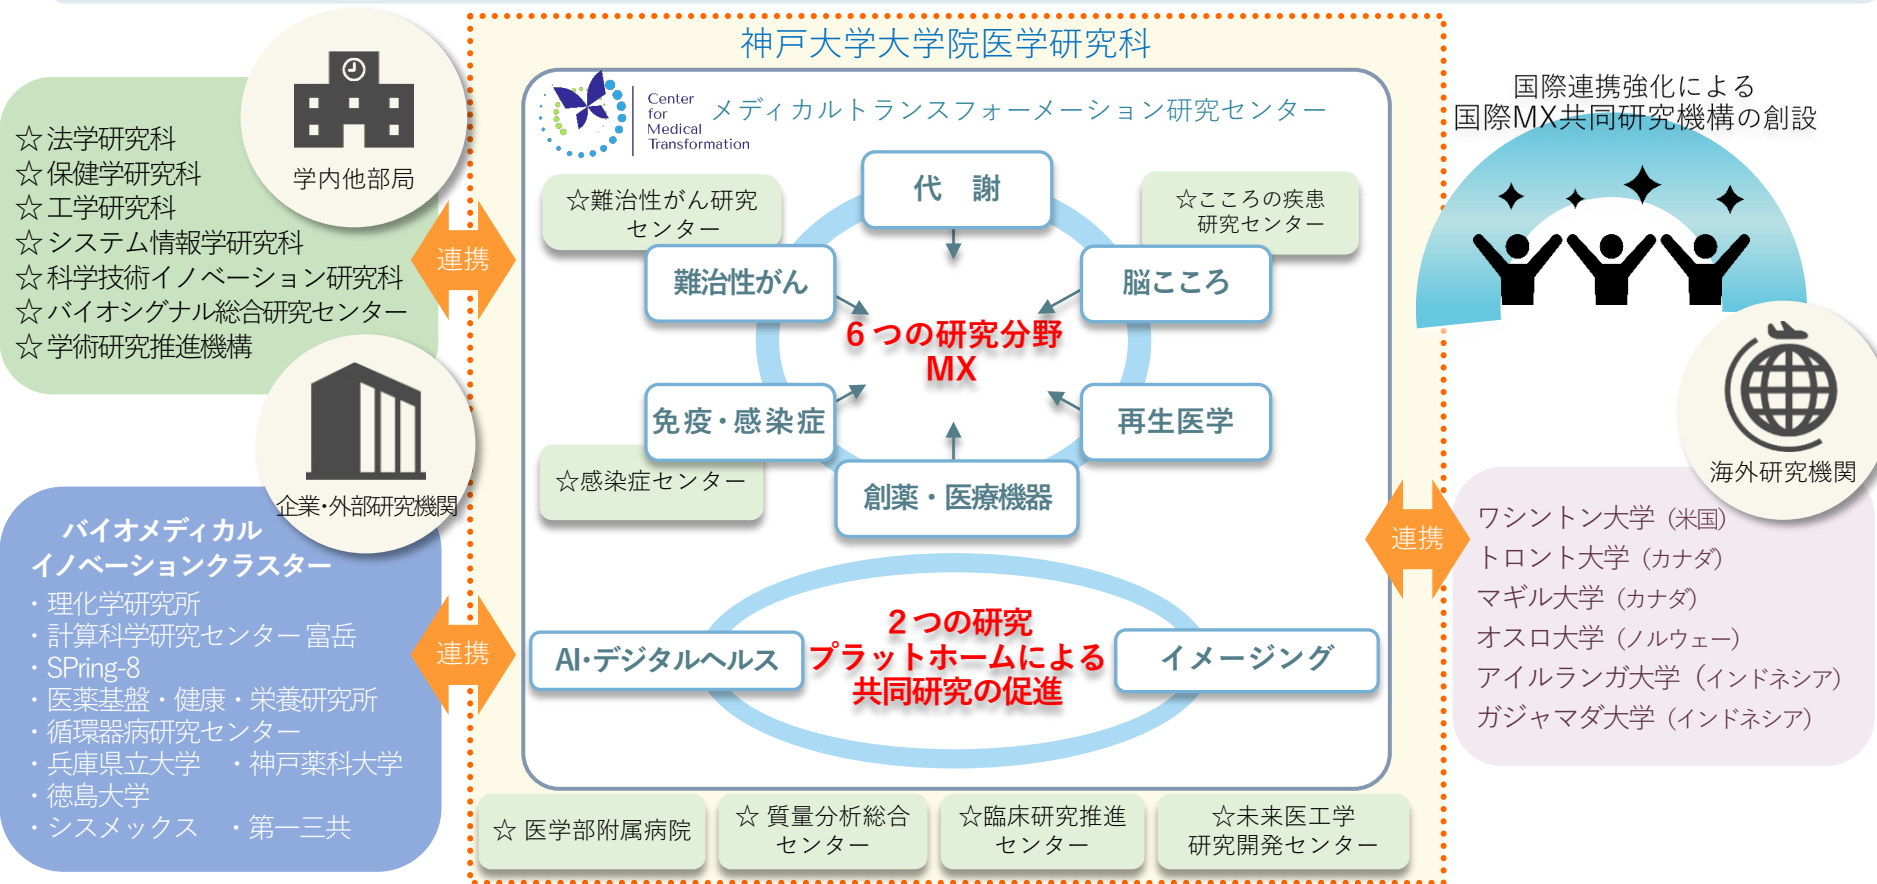 神戸大学大学院医学研究科
Center
for
Medical
Transformation
メディカルトランスフォーメーション研究センター
学内他部局
☆法学研究科
☆保健学研究科
☆工学研究科
☆システム情報学研究科
☆科学技術イノベーション研究科
☆バイオシグナル総合研究センター
☆学術研究推進機構
連携
企業・外部研究機関
バイオメディカル
イノベーションクラスター
・理化学研究所
・計算科学研究センター 富岳
・SPring-8
・医薬基盤・健康・栄養研究所
・循環器病研究センター
・兵庫県立大学 ・神戸薬科大学
・徳島大学
・シスメックス ・第一三共
連携
☆難治性がん研究
センター
代 謝
☆こころの疾患
研究センター
難治性がん
脳こころ
6つの研究分野
MX
免疫・感染症
再生医学
☆感染症センター
創薬・医療機器
AI・デジタルヘルス
2つの研究
プラットホームによる
共同研究の促進
イメージング
☆ 医学部附属病院
☆ 質量分析総合
センター
☆臨床研究推進
センター
☆未来医工学
研究開発センター
国際連携強化による
国際MX共同研究機構の創設
海外研究機関
連携
ワシントン大学（米国）
トロント大学（カナダ）
マギル大学（カナダ）
オスロ大学（ノルウェー）
アイルランガ大学（インドネシア）
ガジャマダ大学（インドネシア）